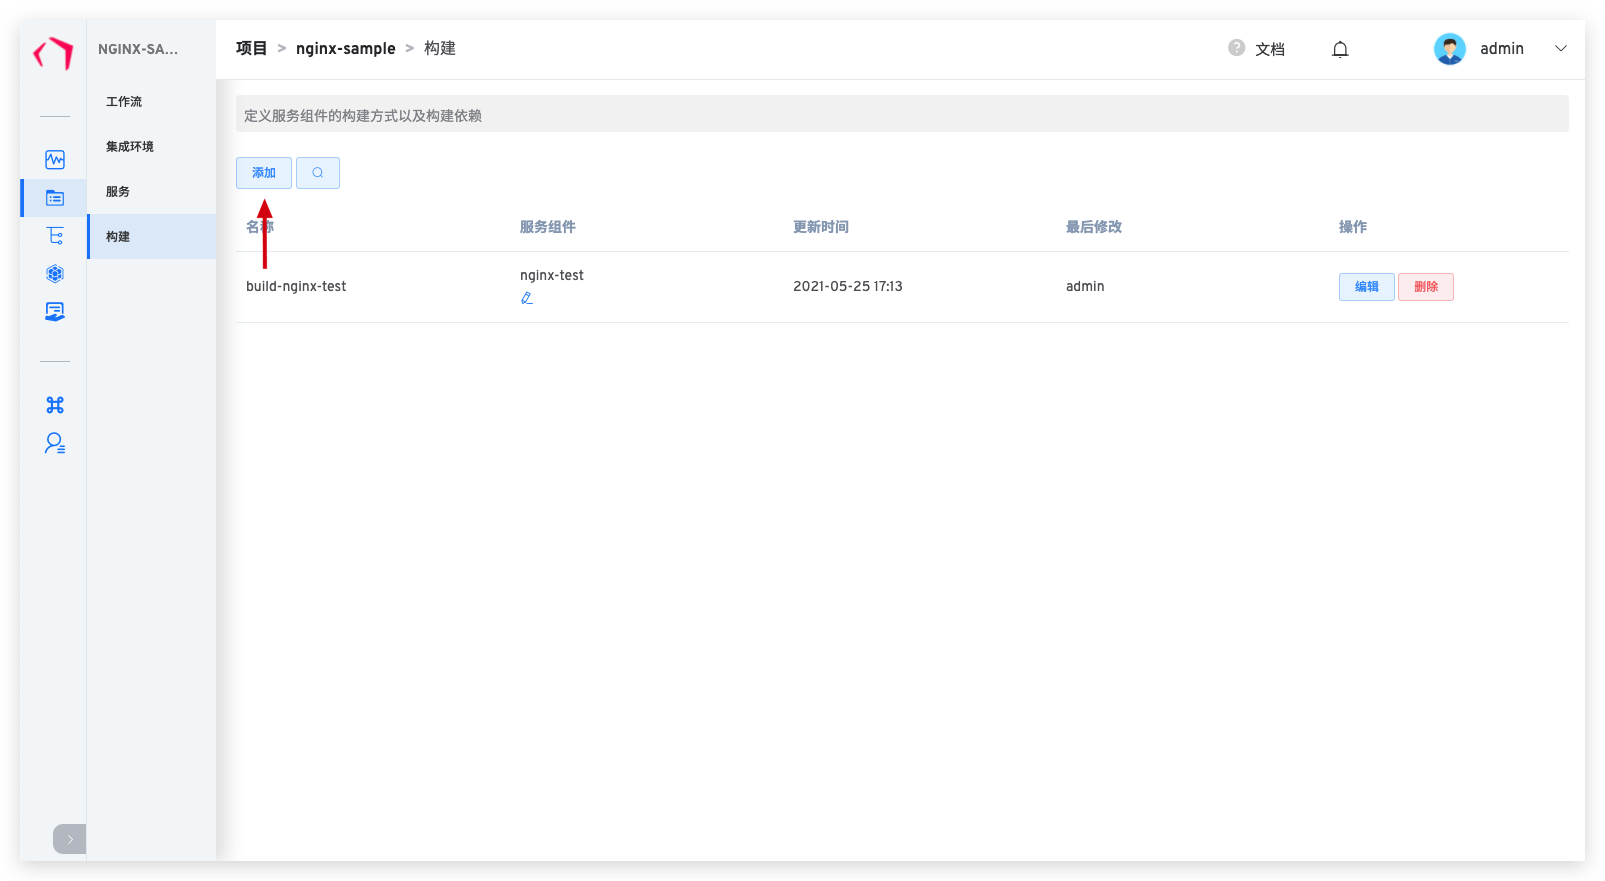 NGINX-SA...
工作流
集成环境
服务
构建
项目 > nginx-sample > 构建
? 文档
admin
定义服务组件的构建方式以及构建依赖
添加
名称 服务组件 更新时间 最后修改 操作
build-nginx-test nginx-test 2021-05-25 17:13 admin 编辑 删除